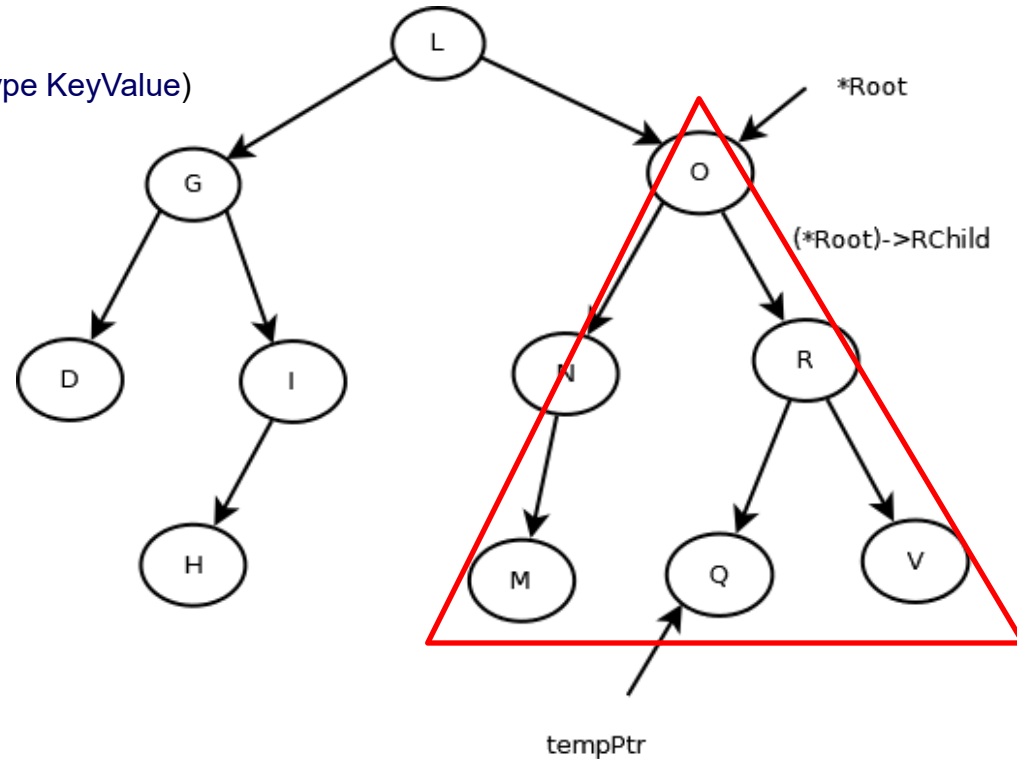 L
ype KeyValue)
*Root
O
G
(*Root)->RChild
R
N
D
I
H
M
Q
V
tempPtr